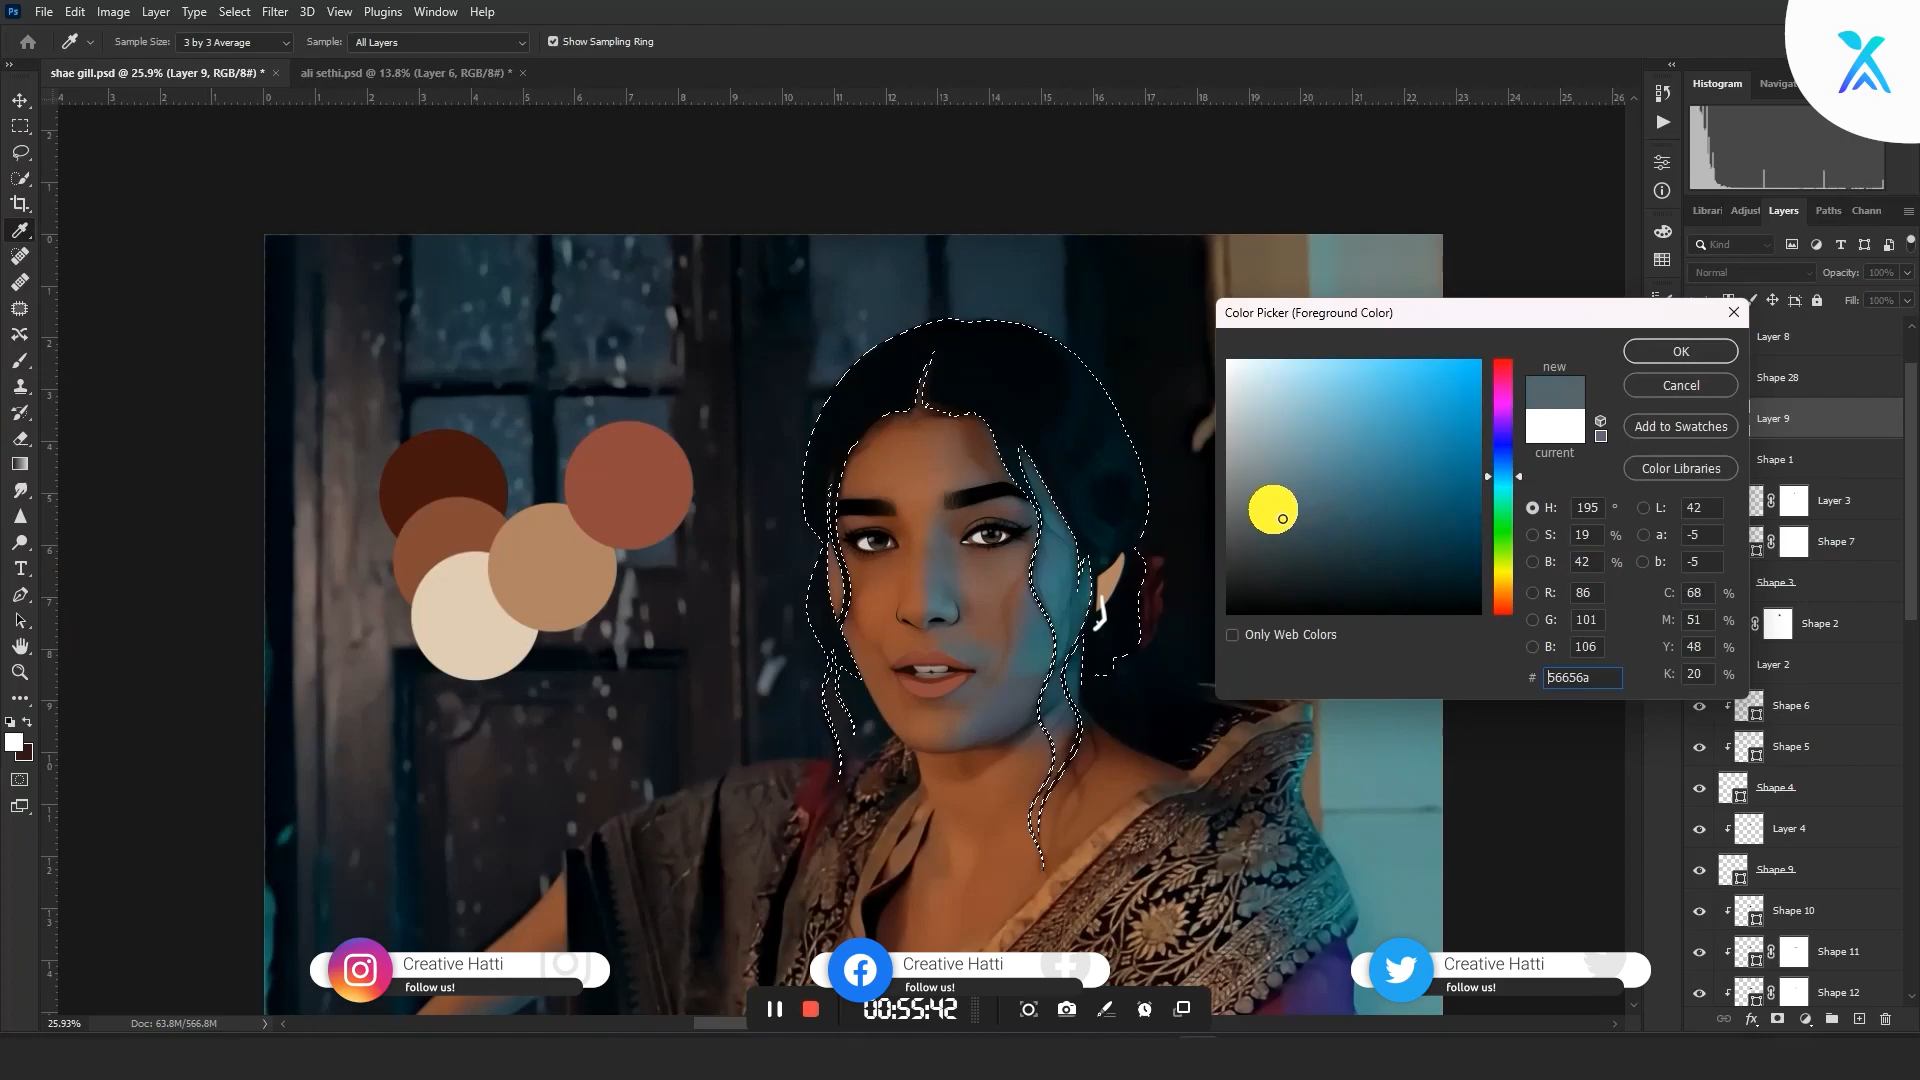 Ps File Edit Image Layer Type Select Filter 3D View Plugins Window Help
Sample Size: 3 by 3 Average Sample: All Layers Show Sampling Ring
shae gill.psd @ 25.9% (Layer 9, RGB/8#) * ali sethi.psd @ 13.8% (Layer 6, RGB/8#) *
Histogram Navigat
Librari Adjust Layers Paths Chann
Kind
Normal Opacity: 100%
Fill: 100%
Color Picker (Foreground Color)
new
current
OK
Cancel
Add to Swatches
Color Libraries
H: 195 ° L: 42
S: 19 % a: -5
B: 42 % b: -5
R: 86 C: 68 %
G: 101 M: 51 %
B: 106 Y: 48 %
# 56656a K: 20 %
Only Web Colors
Layer 8
Shape 28
Layer 9
Shape 1
Layer 3
Shape 7
Shape 3
Shape 2
Layer 2
Shape 6
Shape 5
Shape 4
Layer 4
Shape 9
Shape 10
Shape 11
Shape 12
Creative Hatti
follow us!
Creative Hatti
follow us!
Creative Hatti
follow us!
00:55:42
25.93% Doc: 63.8M/566.8M